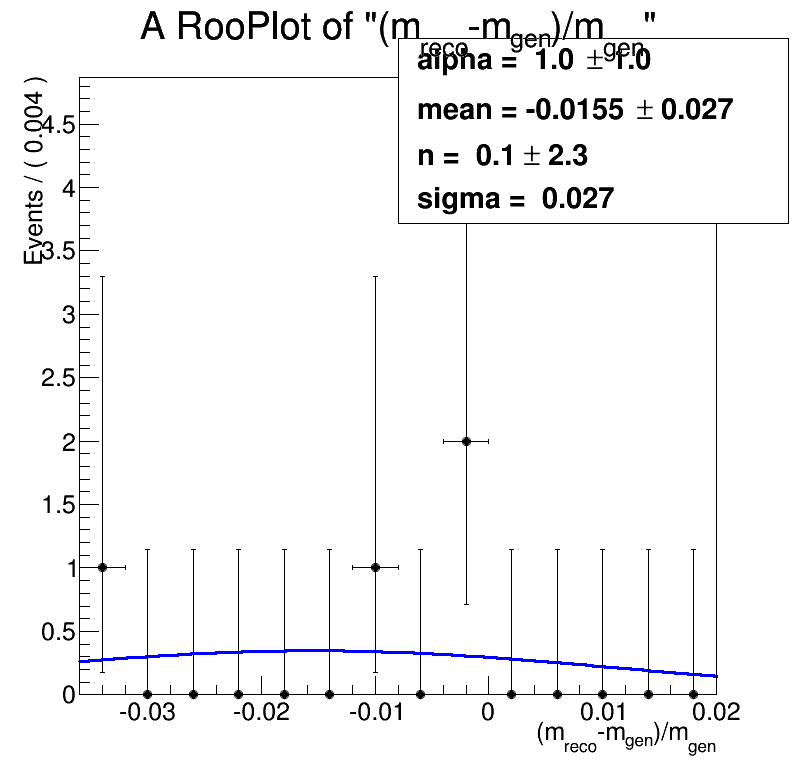 A RooPlot of "(m_reco-m_gen)/m_gen"
alpha = 1.0 ± 1.0
mean = -0.0155 ± 0.027
n = 0.1 ± 2.3
sigma = 0.027
Events / ( 0.004 )
4.5
4
3.5
3
2.5
2
1.5
1
0.5
0
-0.03 -0.02 -0.01 0 0.01 0.02
(m_reco-m_gen)/m_gen